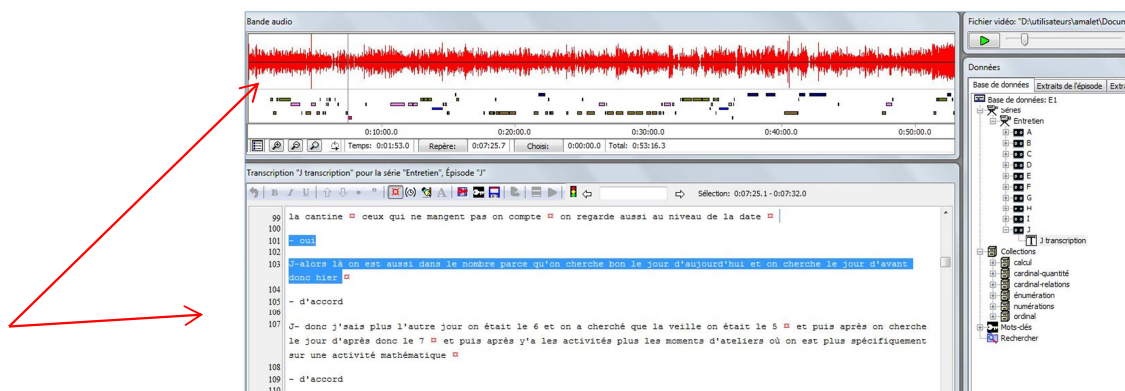 Bande audio
0:10:00.0 0:20:00.0 0:30:00.0 0:40:00.0 0:50:00.0
Temps: 0:01:53.0 Repère: 0:07:25.7 Choisi: 0:00:00.0 Total: 0:53:16.3
Transcription "J transcription" pour la série "Entretien", Épisode "J"
B I U A Sélection: 0:07:25.1 - 0:07:32.0
99 la cantine ¤ ceux qui ne mangent pas on compte ¤ on regarde aussi au niveau de la date ¤
100
101 - oui
102
103 J-alors là on est aussi dans le nombre parce qu'on cherche bon le jour d'aujourd'hui et on cherche le jour d'avant
donc hier ¤
104
105 - d'accord
106
107 J- donc j'sais plus l'autre jour on était le 6 et on a cherché que la veille on était le 5 ¤ et puis après on cherche
le jour d'après donc le 7 ¤ et puis après y'a les activités plus les moments d'ateliers où on est plus spécifiquement
sur une activité mathématique ¤
108
109 - d'accord
110
Fichier vidéo: "D:\utilisateurs\amalet\Docum
Données
Base de données Extraits de l'épisode Extra
Base de données: E1
Séries
Entretien
A
B
C
D
E
F
G
H
I
J
J transcription
Collections
calcul
cardinal-quantité
cardinal-relations
énumération
numérations
ordinal
Mots-clés
Rechercher